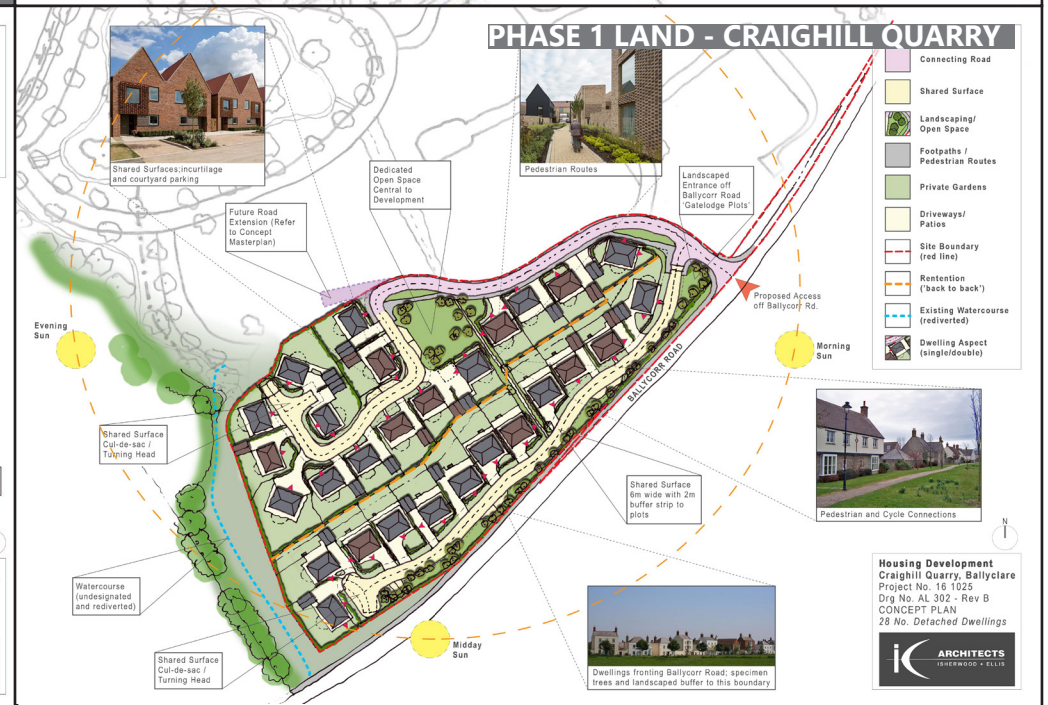 PHASE 1 LAND - CRAIGHILL QUARRY
Connecting Road
Shared Surface
Landscaping/
Open Space
Footpaths /
Pedestrian Routes
Private Gardens
Driveways/
Patios
Site Boundary
(red line)
Rentention
('back to back')
Existing Watercourse
(rediverted)
Dwelling Aspect
(single/double)
Shared Surfaces;incurtilage
and courtyard parking
Pedestrian Routes
Dedicated
Open Space
Central to
Development
Landscaped
Entrance off
Ballycorr Road
'Gatelodge Plots'
Future Road
Extension (Refer
to Concept
Masterplan)
Proposed Access
off Ballycorr Rd.
Evening
Sun
Morning
Sun
BALLYCORR ROAD
Shared Surface
Cul-de-sac /
Turning Head
Shared Surface
6m wide with 2m
buffer strip to
plots
Pedestrian and Cycle Connections
N
Watercourse
(undesignated
and rediverted)
Midday
Sun
Shared Surface
Cul-de-sac /
Turning Head
Dwellings fronting Ballycorr Road; specimen
trees and landscaped buffer to this boundary
Housing Development
Craighill Quarry, Ballyclare
Project No. 16 1025
Drg No. AL 302 - Rev B
CONCEPT PLAN
28 No. Detached Dwellings
ARCHITECTS
ISHERWOOD + ELLIS